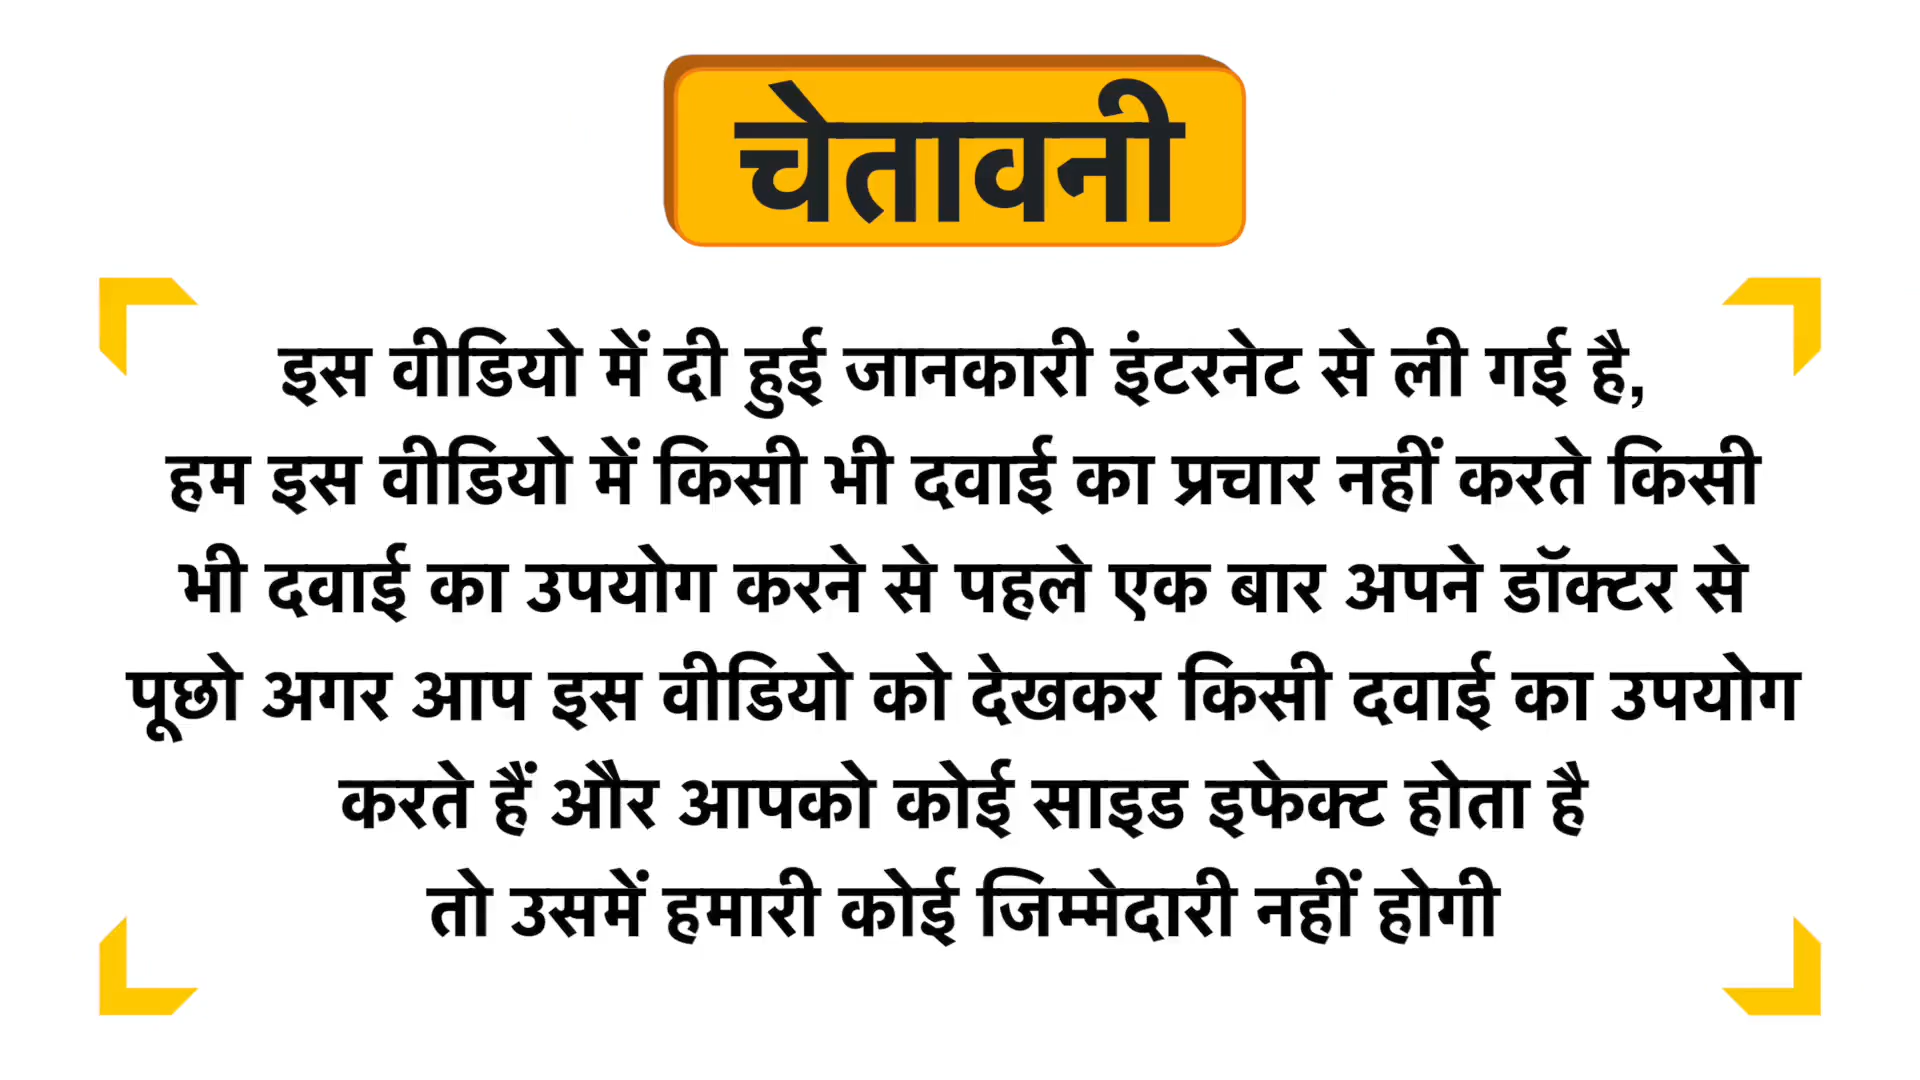 चेतावनी
इस वीडियो में दी हुई जानकारी इंटरनेट से ली गई है,
हम इस वीडियो में किसी भी दवाई का प्रचार नहीं करते किसी
भी दवाई का उपयोग करने से पहले एक बार अपने डॉक्टर से
पूछो अगर आप इस वीडियो को देखकर किसी दवाई का उपयोग
करते हैं और आपको कोई साइड इफेक्ट होता है
तो उसमें हमारी कोई जिम्मेदारी नहीं होगी